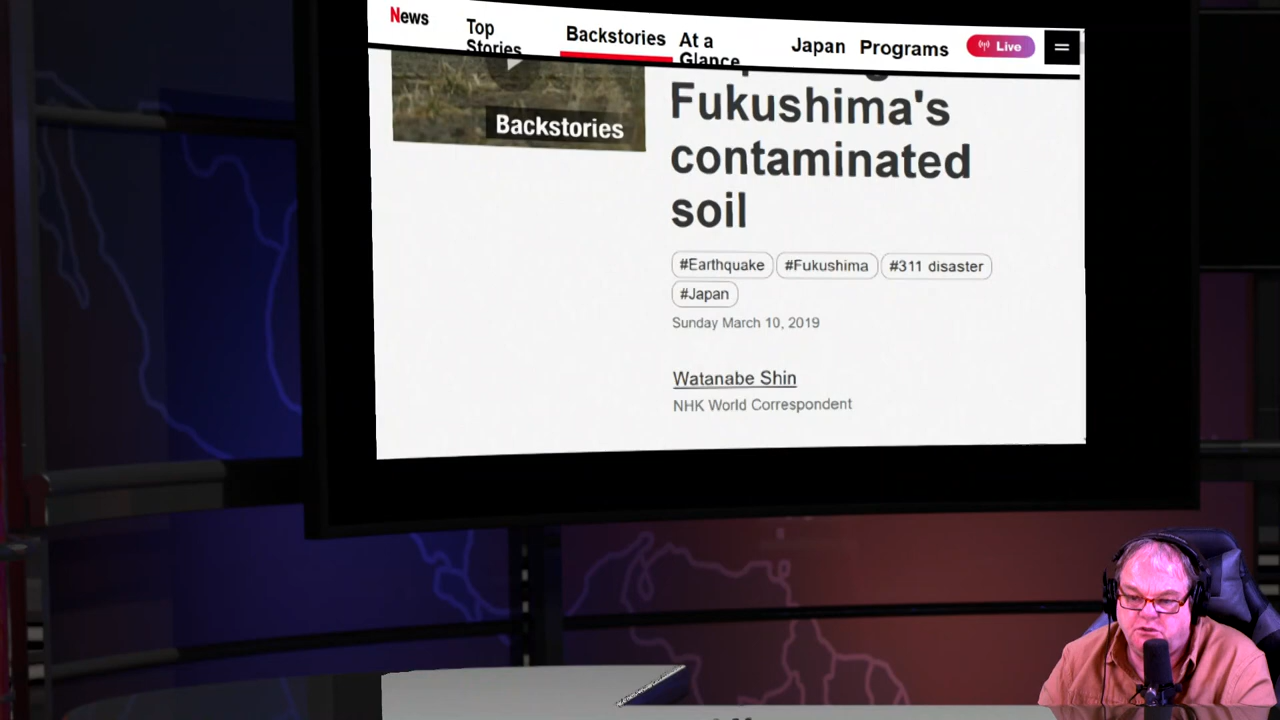 News
Top Stories
Backstories
At a Glance
Japan
Programs
Live
Backstories
Fukushima's
contaminated
soil
#Earthquake #Fukushima #311 disaster
#Japan
Sunday March 10, 2019
Watanabe Shin
NHK World Correspondent